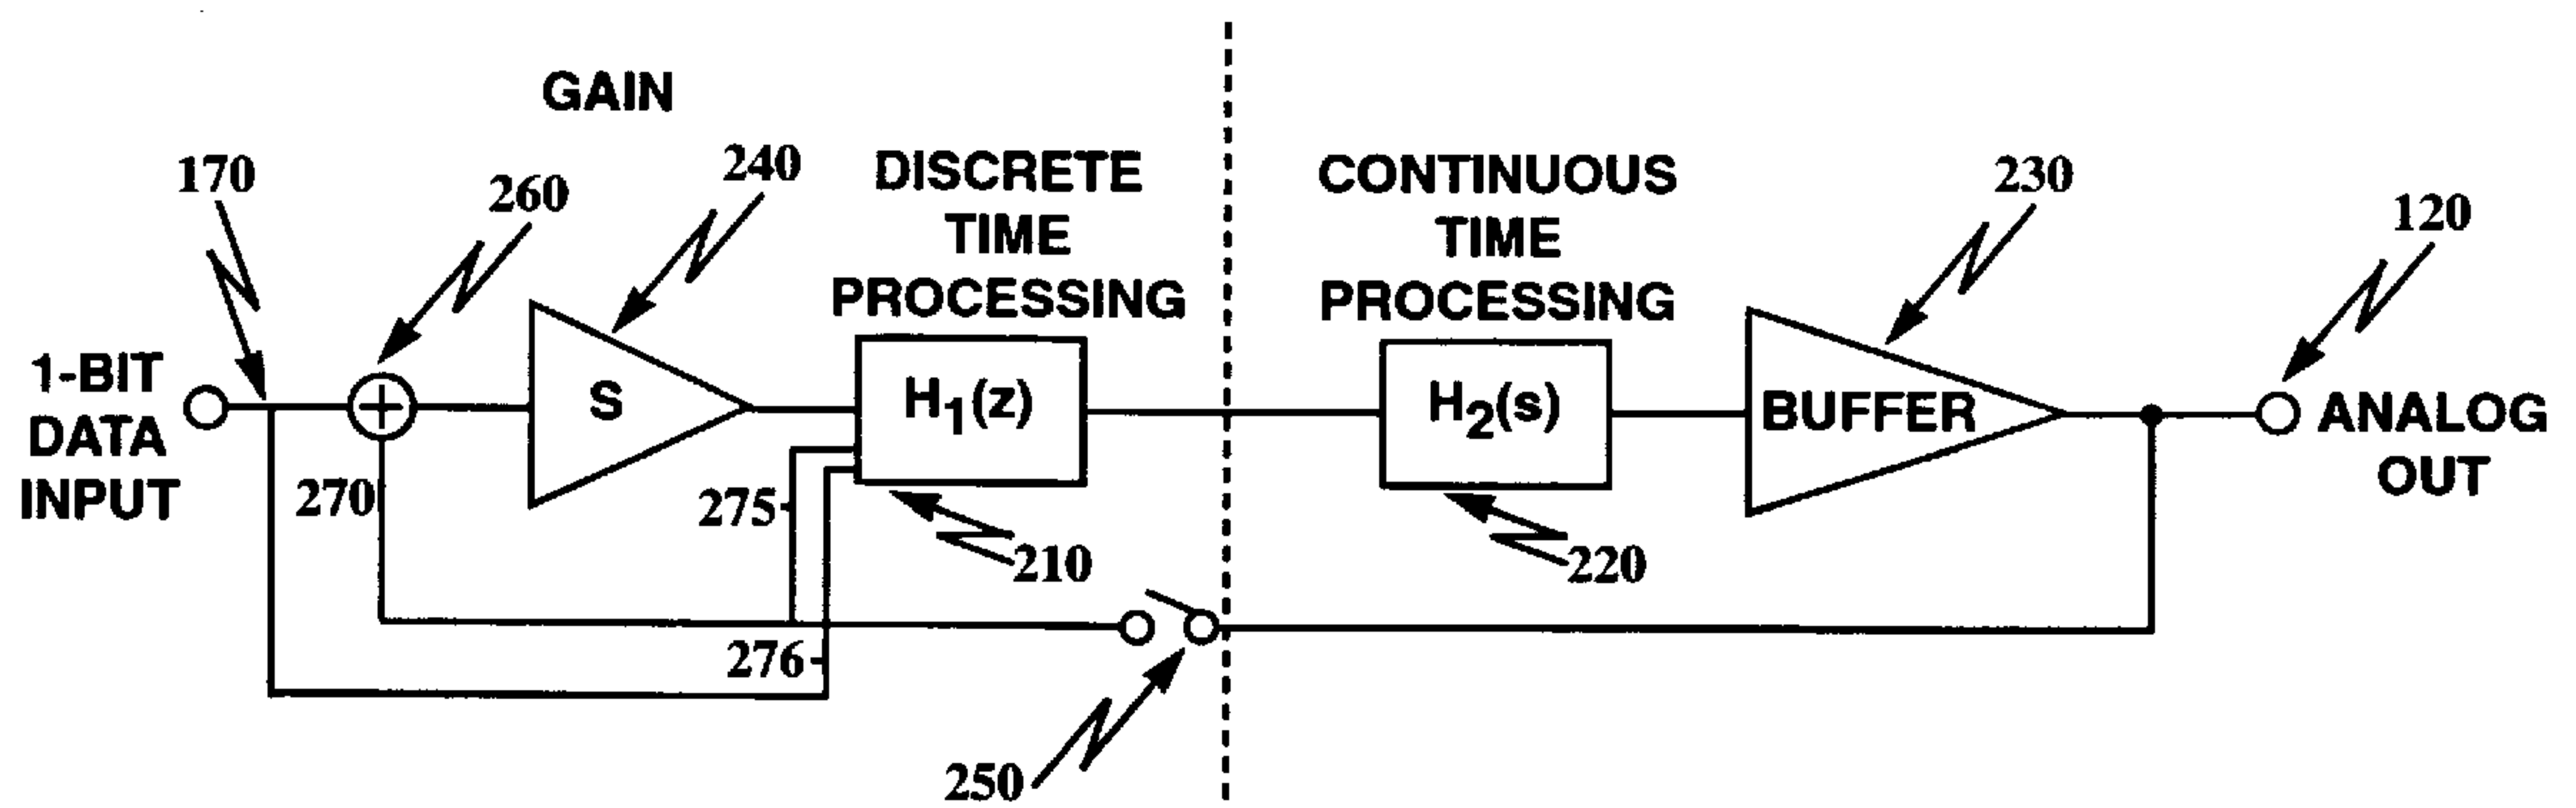 GAIN
170
260
240
DISCRETE
TIME
PROCESSING
CONTINUOUS
TIME
PROCESSING
230
120
1-BIT
DATA
INPUT
+
S
H1(z)
H2(s)
BUFFER
ANALOG
OUT
270
275
210
220
276
250